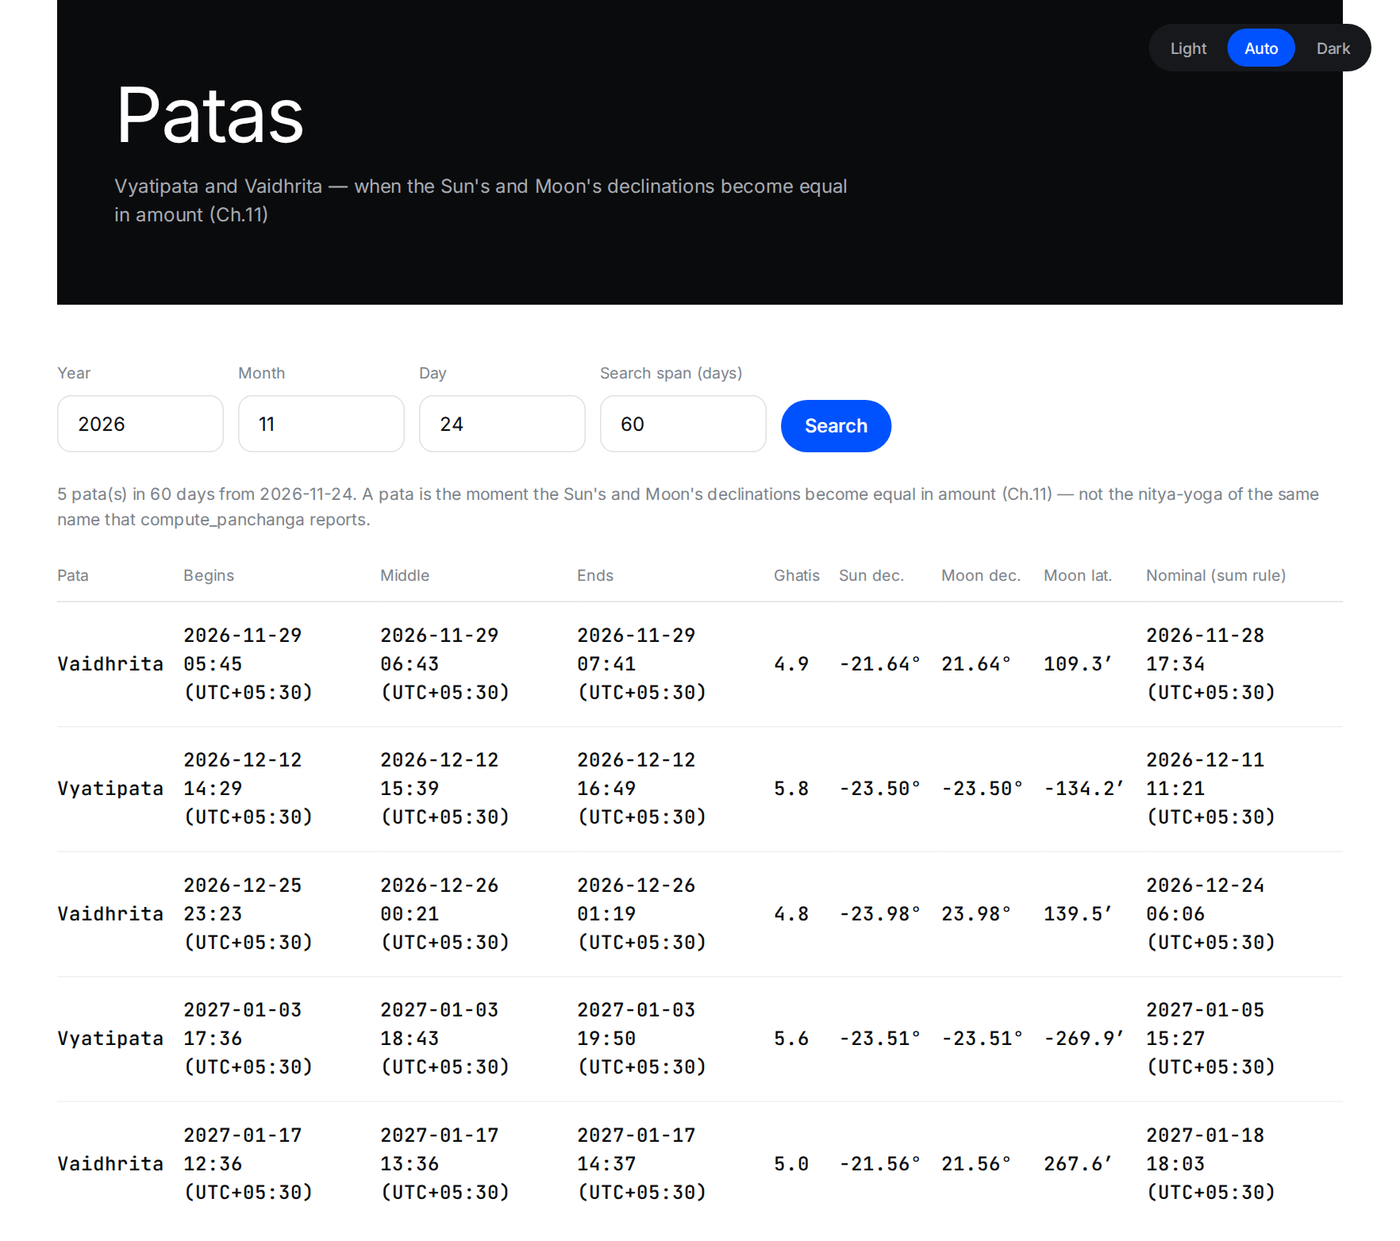 Light Auto Dark
Patas
Vyatipata and Vaidhrita — when the Sun's and Moon's declinations become equal
in amount (Ch.11)
Year Month Day Search span (days)
2026 11 24 60 Search
5 pata(s) in 60 days from 2026-11-24. A pata is the moment the Sun's and Moon's declinations become equal in amount (Ch.11) — not the nitya-yoga of the same
name that compute_panchanga reports.
Pata Begins Middle Ends Ghatis Sun dec. Moon dec. Moon lat. Nominal (sum rule)
2026-11-29 2026-11-29 2026-11-29 2026-11-28
Vaidhrita 05:45 06:43 07:41 4.9 -21.64° 21.64° 109.3′ 17:34
(UTC+05:30) (UTC+05:30) (UTC+05:30) (UTC+05:30)
2026-12-12 2026-12-12 2026-12-12 2026-12-11
Vyatipata 14:29 15:39 16:49 5.8 -23.50° -23.50° -134.2′ 11:21
(UTC+05:30) (UTC+05:30) (UTC+05:30) (UTC+05:30)
2026-12-25 2026-12-26 2026-12-26 2026-12-24
Vaidhrita 23:23 00:21 01:19 4.8 -23.98° 23.98° 139.5′ 06:06
(UTC+05:30) (UTC+05:30) (UTC+05:30) (UTC+05:30)
2027-01-03 2027-01-03 2027-01-03 2027-01-05
Vyatipata 17:36 18:43 19:50 5.6 -23.51° -23.51° -269.9′ 15:27
(UTC+05:30) (UTC+05:30) (UTC+05:30) (UTC+05:30)
2027-01-17 2027-01-17 2027-01-17 2027-01-18
Vaidhrita 12:36 13:36 14:37 5.0 -21.56° 21.56° 267.6′ 18:03
(UTC+05:30) (UTC+05:30) (UTC+05:30) (UTC+05:30)